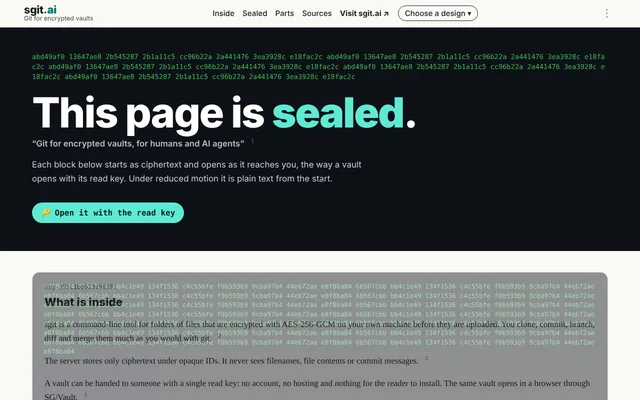 sgit.ai
Git for encrypted vaults
Inside Sealed Parts Sources Visit sgit.ai ↗ Choose a design ▾
abd49af0 13647ae8 2b545287 2b1a11c5 cc96b22a 2a441476 3ea3928c e18fac2c abd49af0 13647ae8 2b545287 2b1a11c5 cc96b22a 2a441476 3ea3928c e18fa
c2c abd49af0 13647ae8 2b545287 2b1a11c5 cc96b22a 2a441476 3ea3928c e18fac2c abd49af0 13647ae8 2b545287 2b1a11c5 cc96b22a 2a441476 3ea3928c e
18fac2c abd49af0 13647ae8 2b545287 2b1a11c5 cc96b22a 2a441476 3ea3928c e18fac2c
This page is sealed.
“Git for encrypted vaults, for humans and AI agents” 1
Each block below starts as ciphertext and opens as it reaches you, the way a vault
opens with its read key. Under reduced motion it is plain text from the start.
🔑 Open it with the read key
What is inside
sgit is a command-line tool for folders of files that are encrypted with AES-256-GCM on your own machine before they are uploaded. You clone, commit, branch,
diff and merge them much as you would with git.
The server stores only ciphertext under opaque IDs. It never sees filenames, file contents or commit messages. 2
A vault can be handed to someone with a single read key: no account, no hosting and nothing for the reader to install. The same vault opens in a browser through
SG/Vault. 1